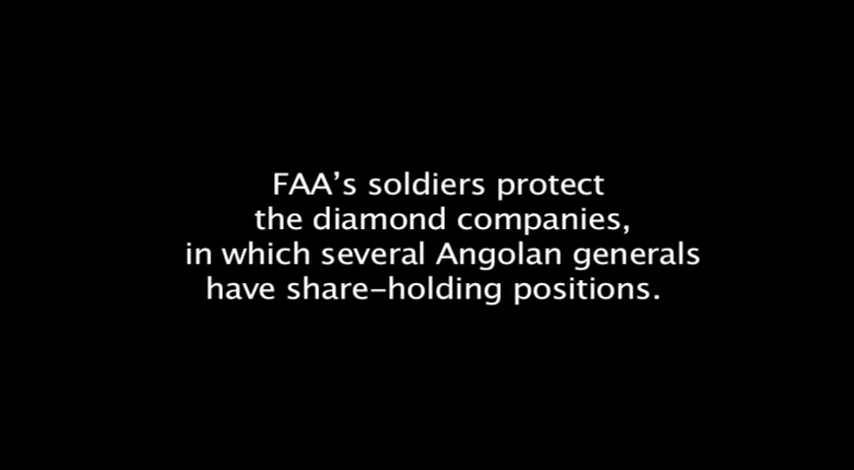 FAA’s soldiers protect
the diamond companies,
in which several Angolan generals
have share-holding positions.